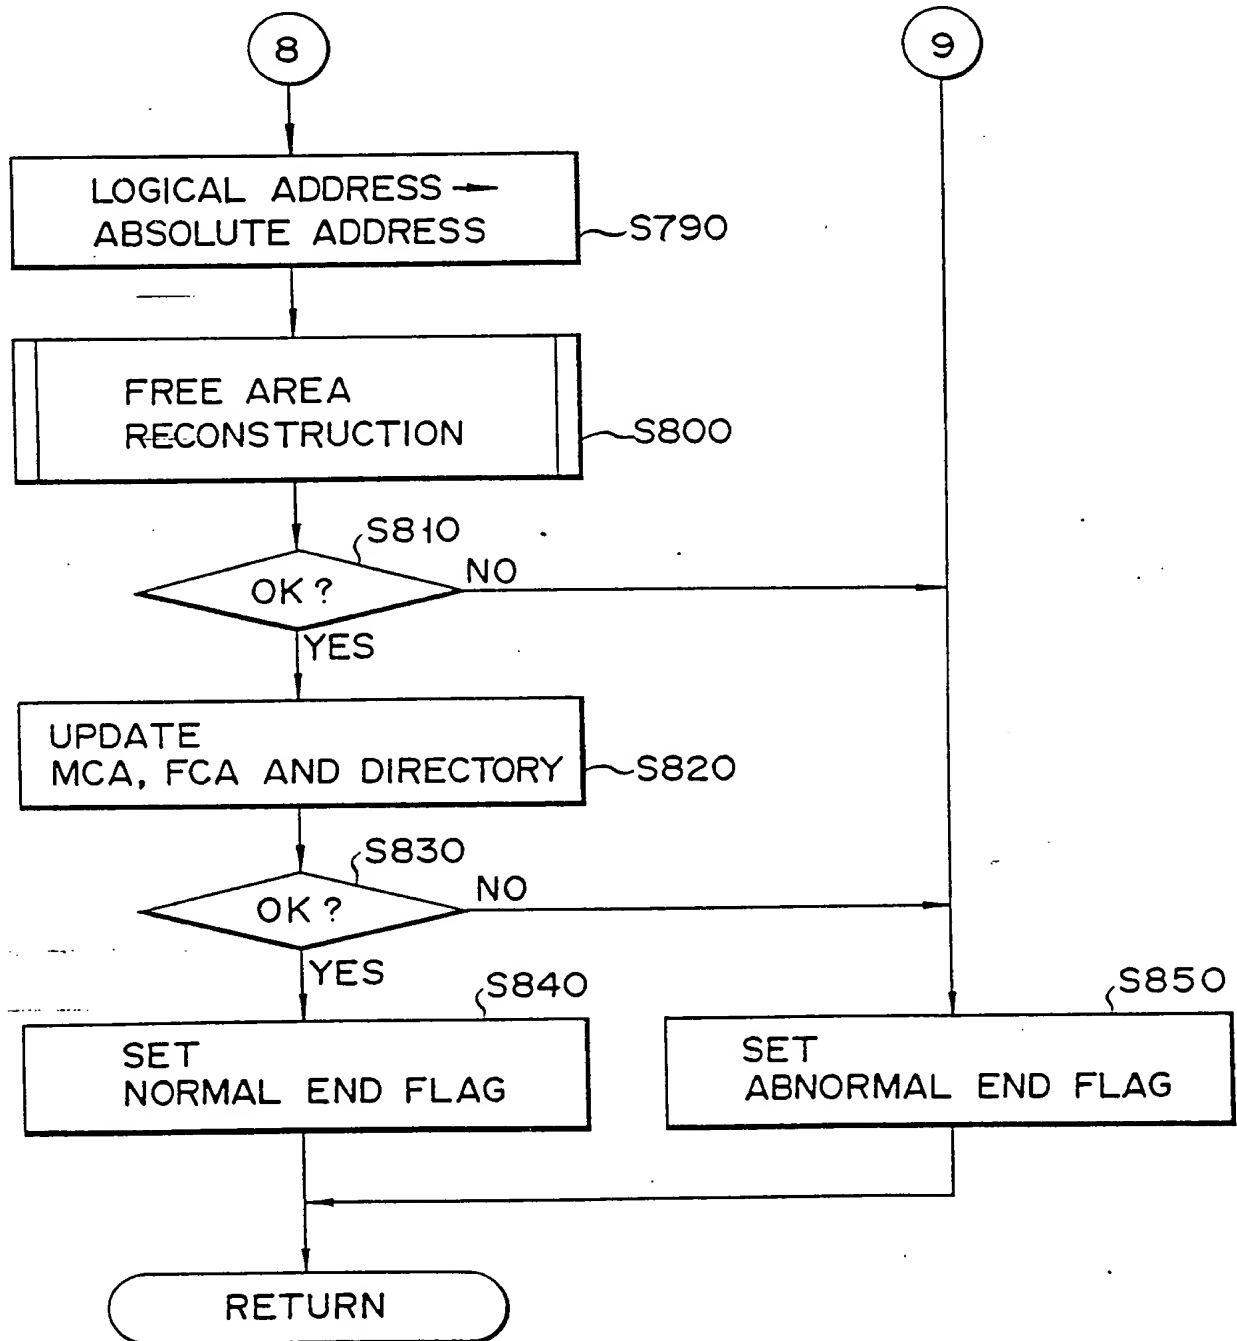 8
9
LOGICAL ADDRESS →
ABSOLUTE ADDRESS
S790
FREE AREA
RECONSTRUCTION
S800
S810
OK?
NO
YES
UPDATE
MCA, FCA AND DIRECTORY
S820
S830
OK?
NO
YES
S840
SET
NORMAL END FLAG
S850
SET
ABNORMAL END FLAG
RETURN